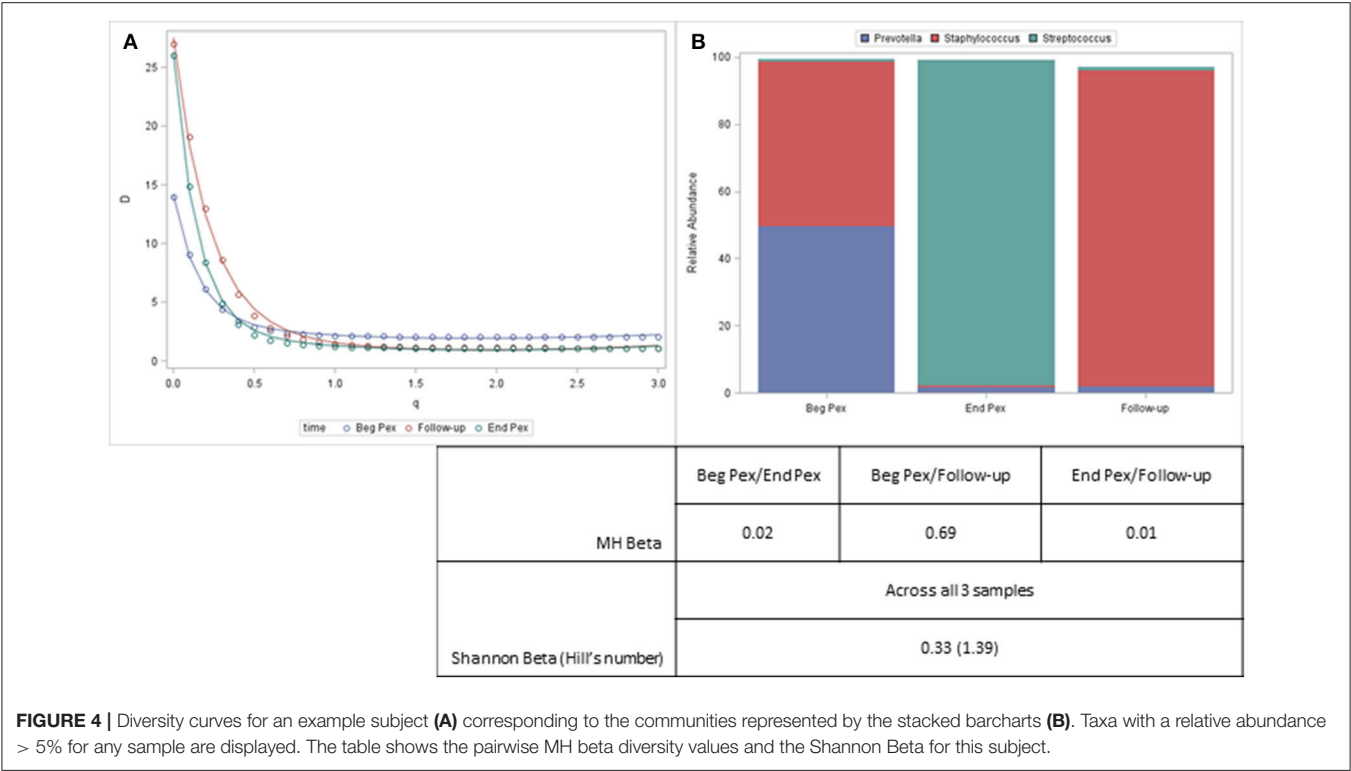 A
25
20
15
10
5
0
D
0.0 0.5 1.0 1.5 2.0 2.5 3.0
q
time Beg Pex Follow-up End Pex
B
Prevotella Staphylococcus Streptococcus
100
80
60
40
20
0
Relative Abundance
Beg Pex End Pex Follow-up
Beg Pex/End Pex Beg Pex/Follow-up End Pex/Follow-up
MH Beta 0.02 0.69 0.01
Across all 3 samples
Shannon Beta (Hill's number) 0.33 (1.39)
FIGURE 4 | Diversity curves for an example subject (A) corresponding to the communities represented by the stacked barcharts (B). Taxa with a relative abundance
> 5% for any sample are displayed. The table shows the pairwise MH beta diversity values and the Shannon Beta for this subject.